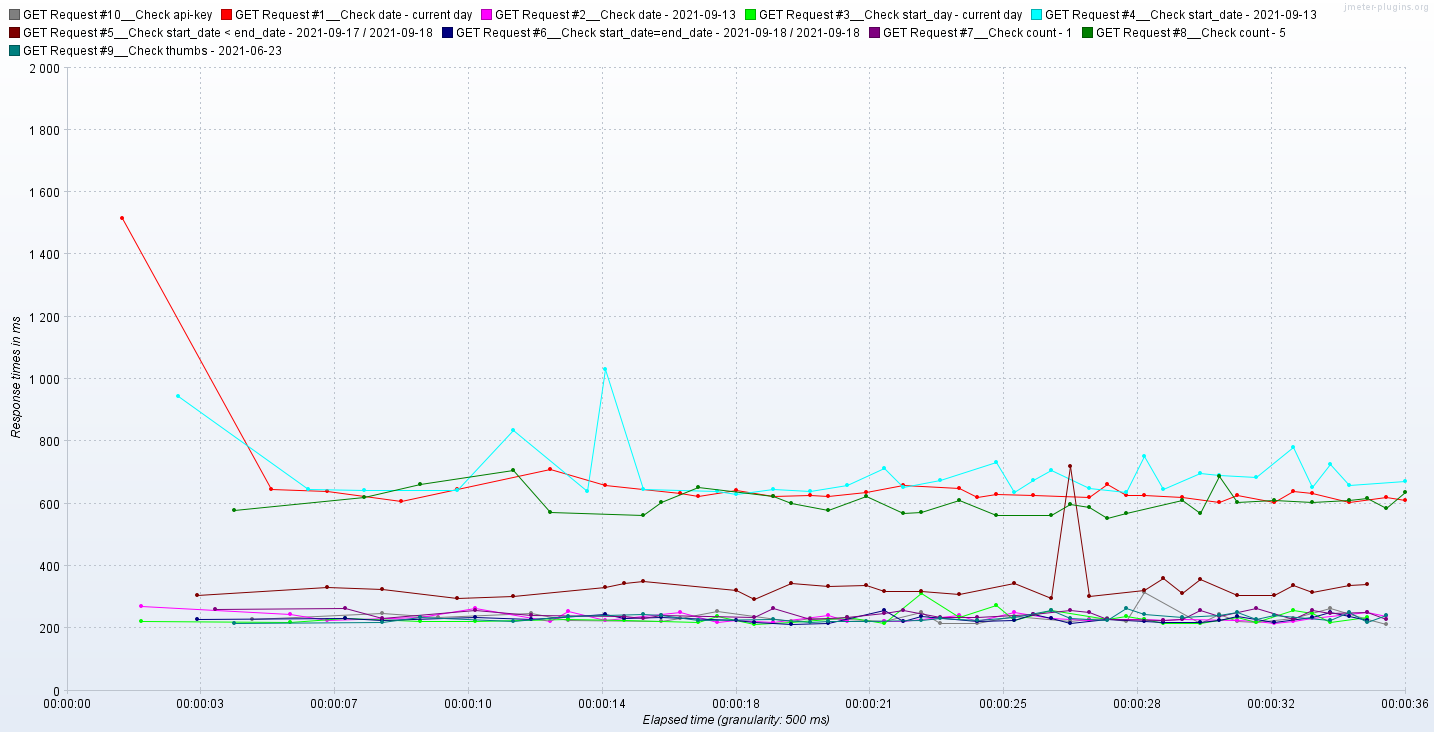 jmeter-plugins.org
GET Request #10__Check api-key GET Request #1__Check date - current day GET Request #2__Check date - 2021-09-13 GET Request #3__Check start_day - current day GET Request #4__Check start_date - 2021-09-13
GET Request #5__Check start_date < end_date - 2021-09-17 / 2021-09-18 GET Request #6__Check start_date=end_date - 2021-09-18 / 2021-09-18 GET Request #7__Check count - 1 GET Request #8__Check count - 5
GET Request #9__Check thumbs - 2021-06-23
2 000
1 800
1 600
1 400
1 200
1 000
800
600
400
200
0
Response times in ms
00:00:00 00:00:03 00:00:07 00:00:10 00:00:14 00:00:18 00:00:21 00:00:25 00:00:28 00:00:32 00:00:36
Elapsed time (granularity: 500 ms)